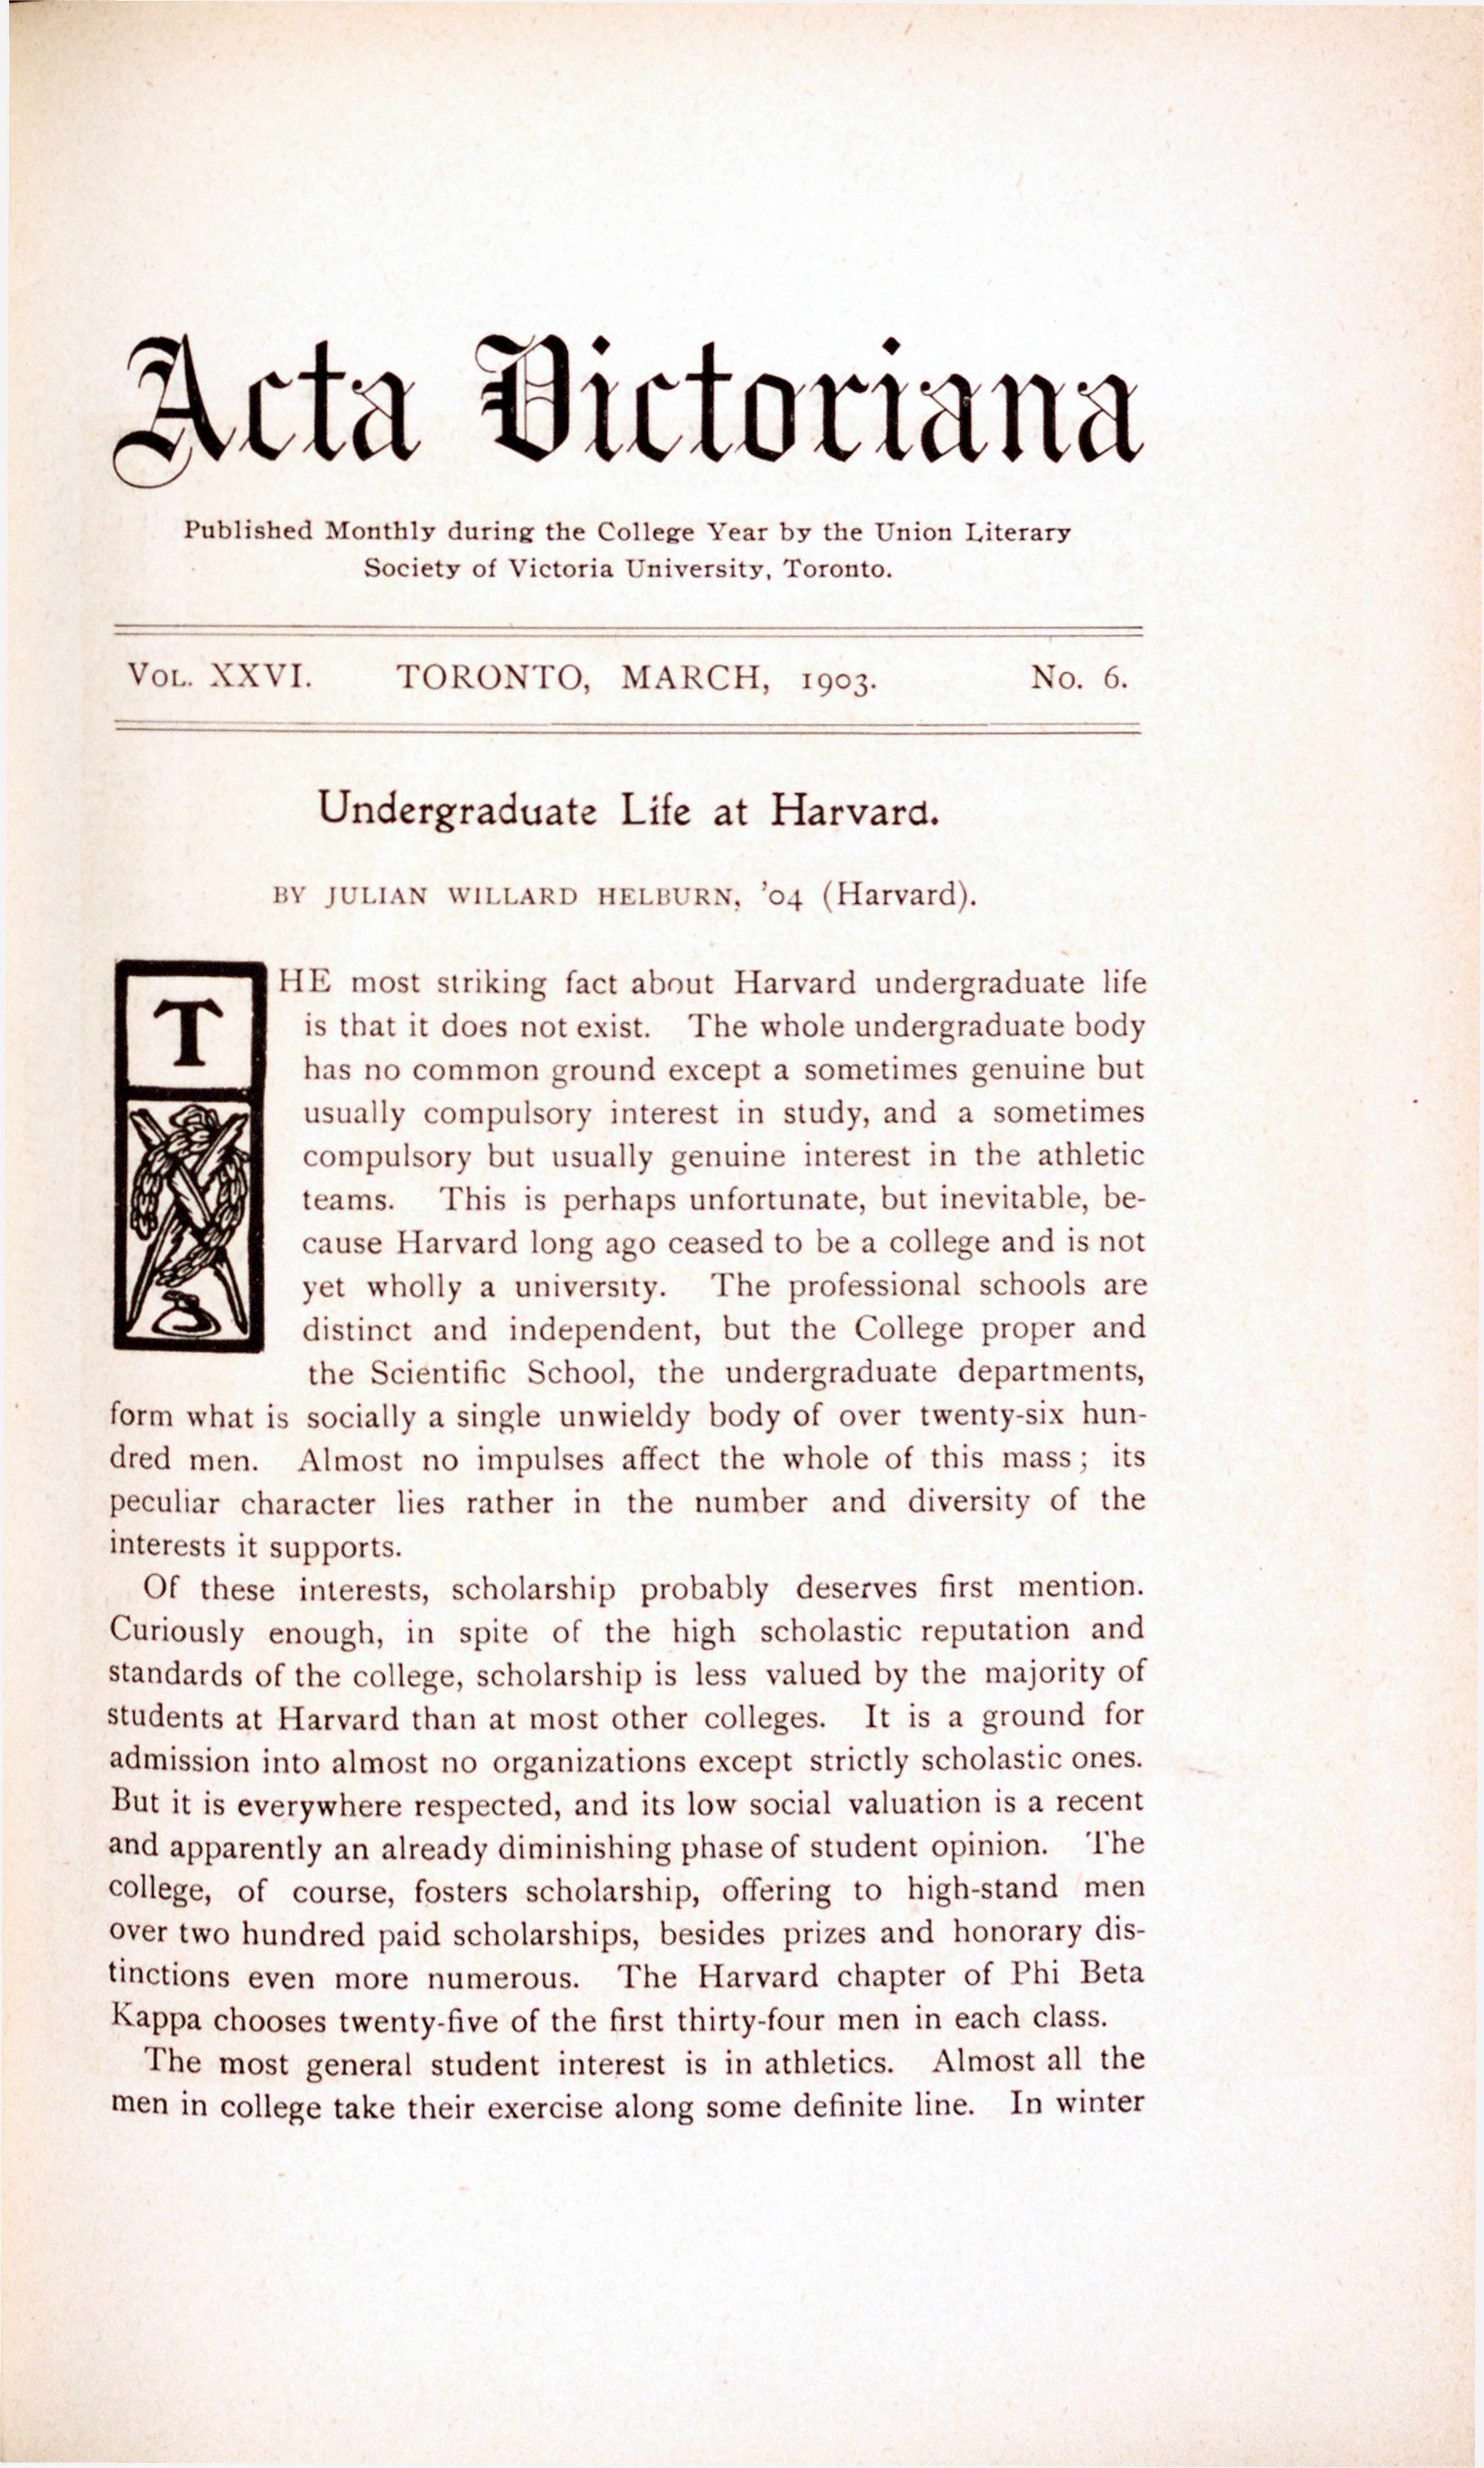 Acta Victoriana
Published Monthly during the College Year by the Union Literary
Society of Victoria University, Toronto.
VOL. XXVI. TORONTO, MARCH, 1903. No. 6.
Undergraduate Life at Harvard.
BY JULIAN WILLARD HELBURN, '04 (Harvard).
THE most striking fact about Harvard undergraduate life
is that it does not exist. The whole undergraduate body
has no common ground except a sometimes genuine but
usually compulsory interest in study, and a sometimes
compulsory but usually genuine interest in the athletic
teams. This is perhaps unfortunate, but inevitable, be-
cause Harvard long ago ceased to be a college and is not
yet wholly a university. The professional schools are
distinct and independent, but the College proper and
the Scientific School, the undergraduate departments,
form what is socially a single unwieldy body of over twenty-six hun-
dred men. Almost no impulses affect the whole of this mass; its
peculiar character lies rather in the number and diversity of the
interests it supports.
Of these interests, scholarship probably deserves first mention.
Curiously enough, in spite of the high scholastic reputation and
standards of the college, scholarship is less valued by the majority of
students at Harvard than at most other colleges. It is a ground for
admission into almost no organizations except strictly scholastic ones.
But it is everywhere respected, and its low social valuation is a recent
and apparently an already diminishing phase of student opinion. The
college, of course, fosters scholarship, offering to high-stand men
over two hundred paid scholarships, besides prizes and honorary dis-
tinctions even more numerous. The Harvard chapter of Phi Beta
Kappa chooses twenty-five of the first thirty-four men in each class.
The most general student interest is in athletics. Almost all the
men in college take their exercise along some definite line. In winter